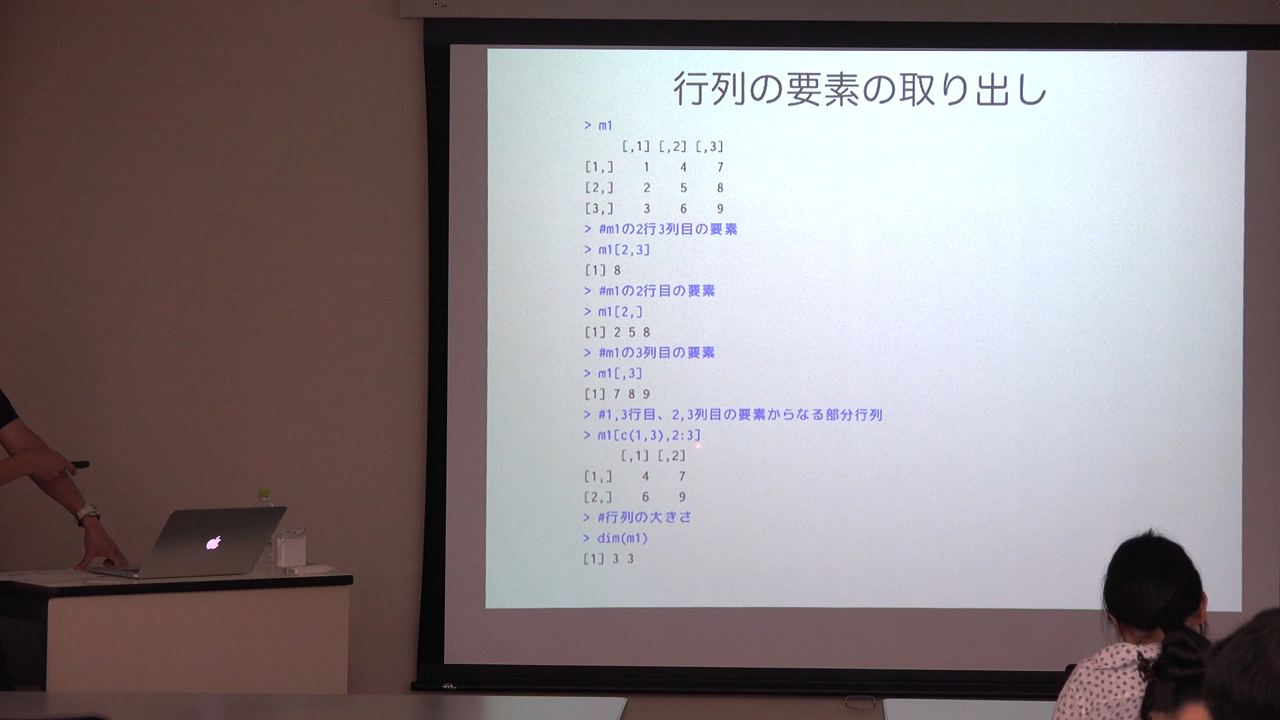 行列の要素の取り出し
> m1
[,1] [,2] [,3]
[1,] 1 4 7
[2,] 2 5 8
[3,] 3 6 9
> #m1の2行3列目の要素
> m1[2,3]
[1] 8
> #m1の2行目の要素
> m1[2,]
[1] 2 5 8
> #m1の3列目の要素
> m1[,3]
[1] 7 8 9
> #1,3行目、2,3列目の要素からなる部分行列
> m1[c(1,3),2:3]
[,1] [,2]
[1,] 4 7
[2,] 6 9
> #行列の大きさ
> dim(m1)
[1] 3 3